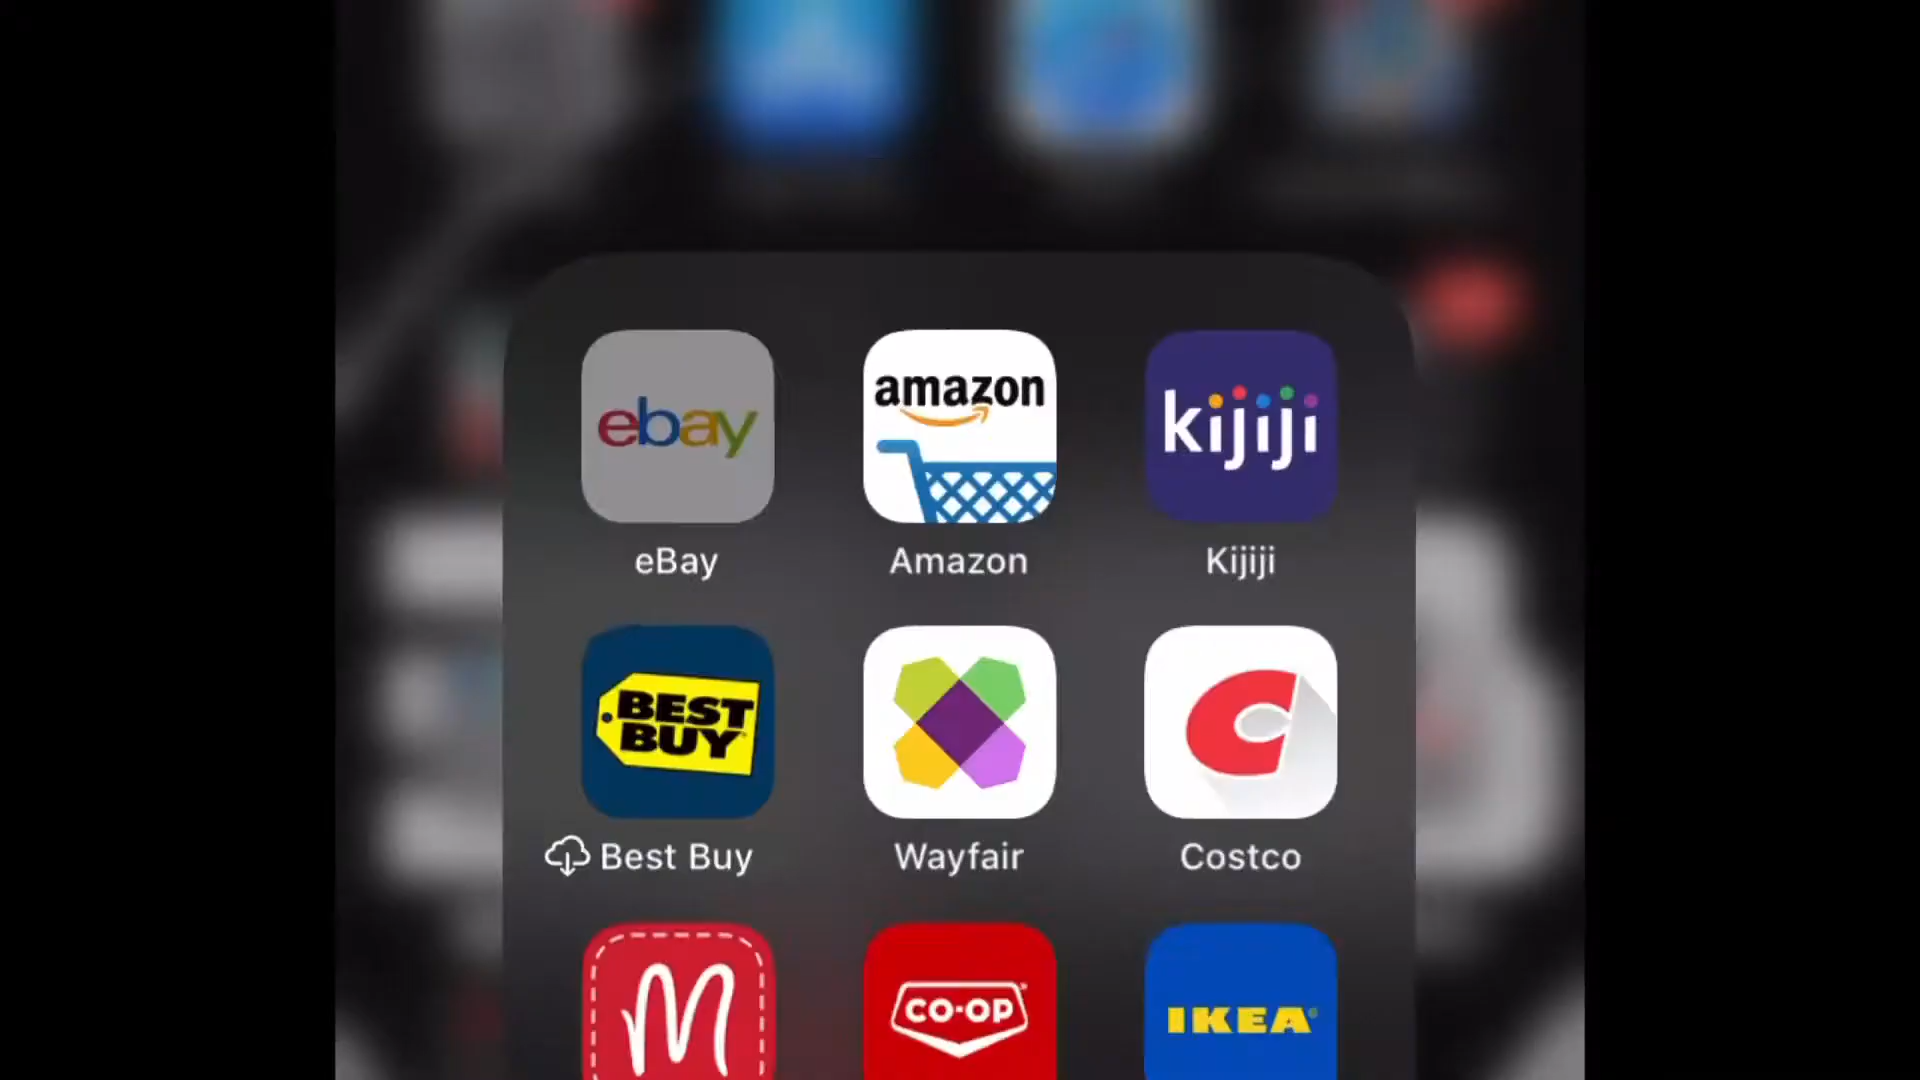 ebay
amazon
kijiji
eBay
Amazon
Kijiji
BEST
BUY
Best Buy
Wayfair
Costco
CO-OP
IKEA